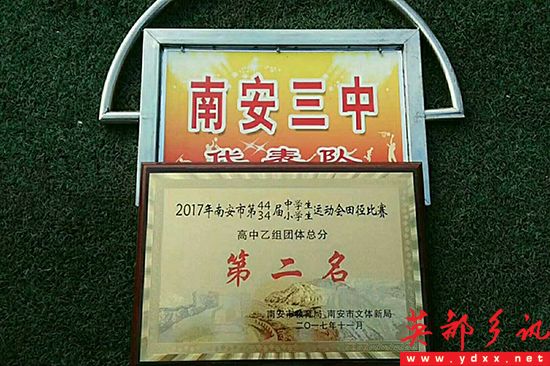 南安三中
代表队
2017年南安市第44届中学生
34 小学生运动会田径比赛
高中乙组团体总分
第二名
南安市教育局 南安市文体新局
二〇一七年十一月
英都乡讯
www.ydxx.net